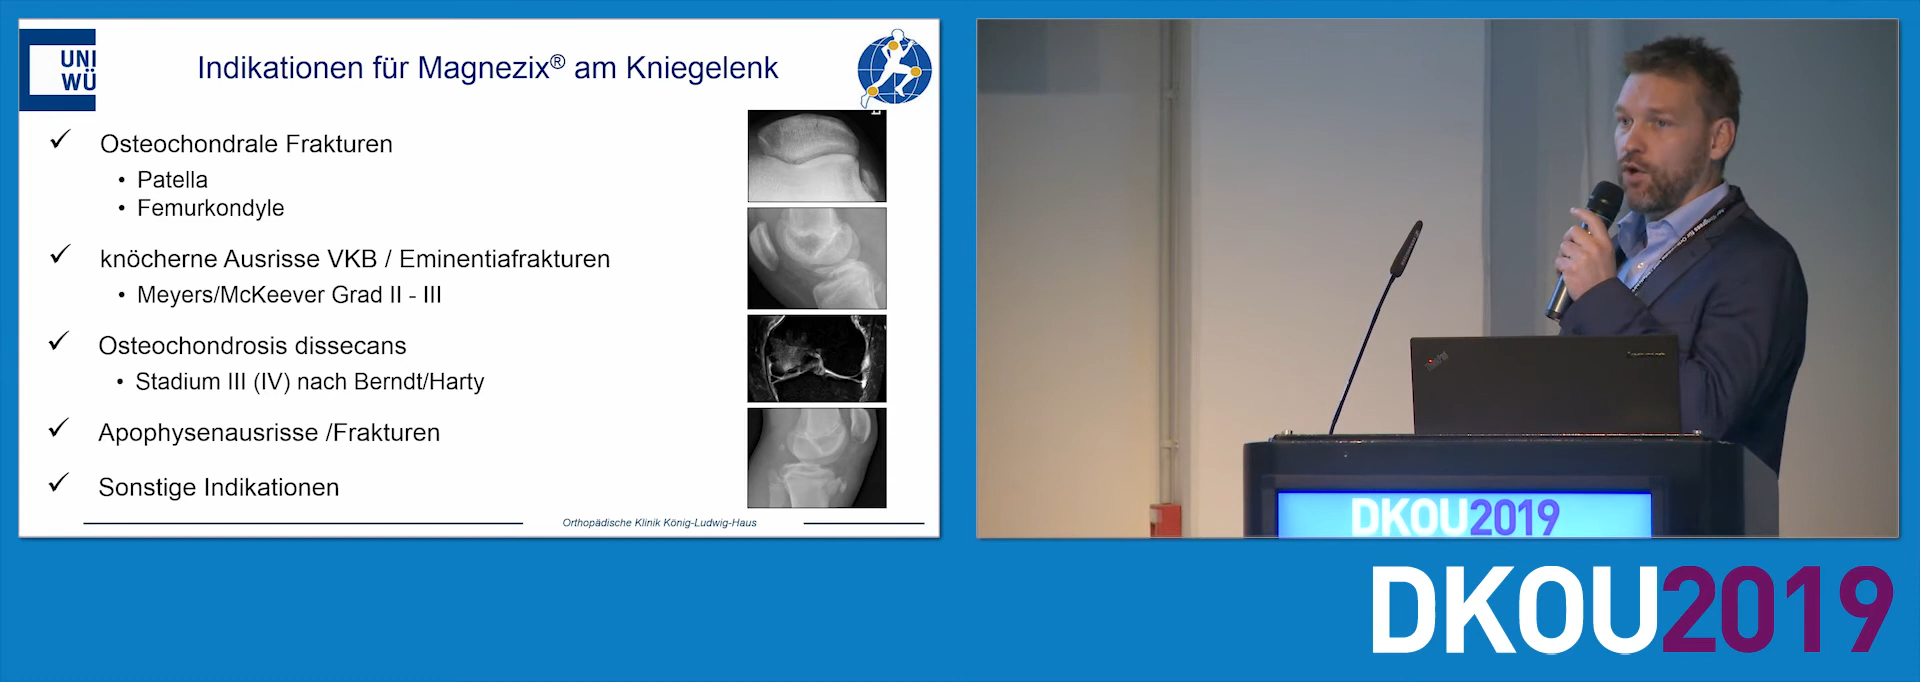 UNI
WÜ
Indikationen für Magnezix® am Kniegelenk
✓ Osteochondrale Frakturen
• Patella
• Femurkondyle
✓ knöcherne Ausrisse VKB / Eminentiafrakturen
• Meyers/McKeever Grad II - III
✓ Osteochondrosis dissecans
• Stadium III (IV) nach Berndt/Harty
✓ Apophysenausrisse /Frakturen
✓ Sonstige Indikationen
Orthopädische Klinik König-Ludwig-Haus
ThinkPad
DKOU2019
DKOU2019